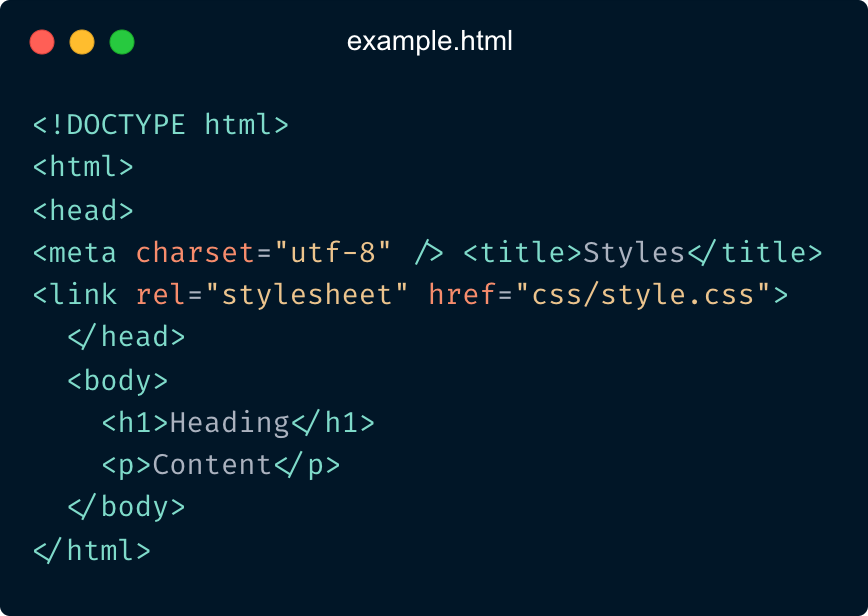 example.html
<!DOCTYPE html>
<html>
<head>
<meta charset="utf-8" /> <title>Styles</title>
<link rel="stylesheet" href="css/style.css">
  </head>
  <body>
    <h1>Heading</h1>
    <p>Content</p>
  </body>
</html>